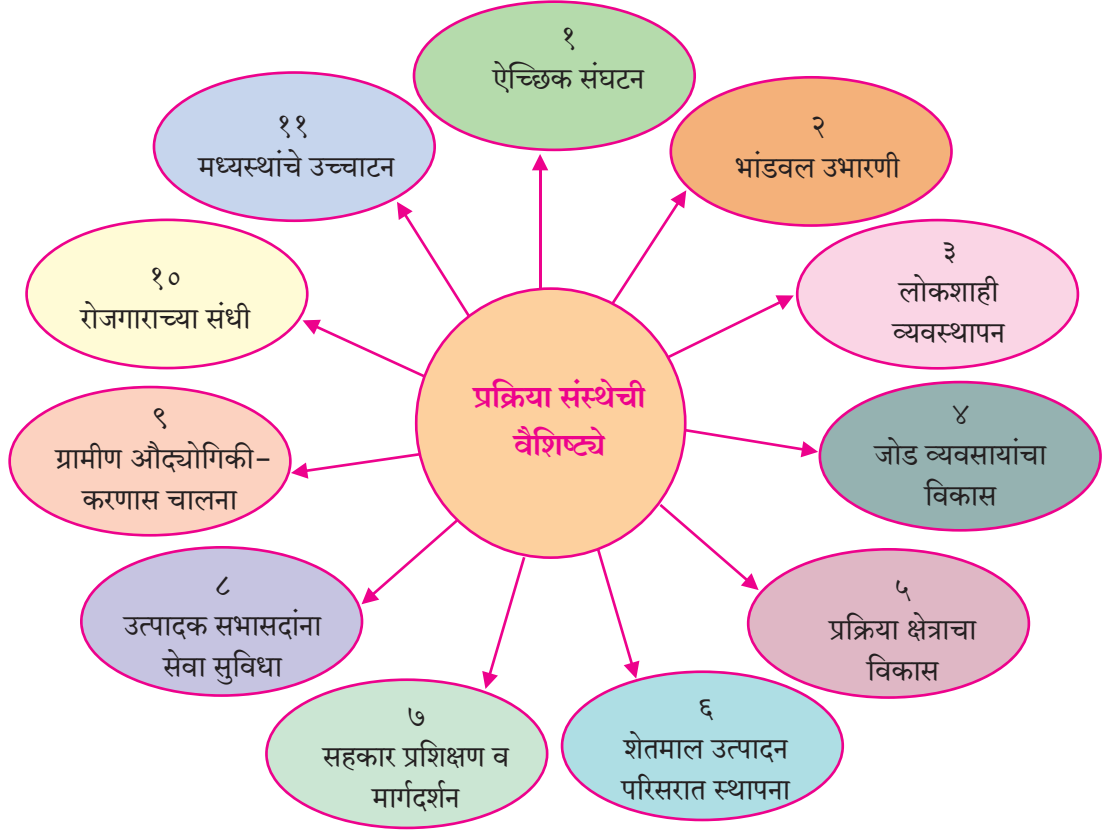 प्रक्रिया संस्थेची
वैशिष्ट्ये
१
ऐच्छिक संघटन
२
भांडवल उभारणी
३
लोकशाही
व्यवस्थापन
४
जोड व्यवसायांचा
विकास
५
प्रक्रिया क्षेत्राचा
विकास
६
शेतमाल उत्पादन
परिसरात स्थापना
७
सहकार प्रशिक्षण व
मार्गदर्शन
८
उत्पादक सभासदांना
सेवा सुविधा
९
ग्रामीण औद्योगिकी-
करणास चालना
१०
रोजगाराच्या संधी
११
मध्यस्थांचे उच्चाटन